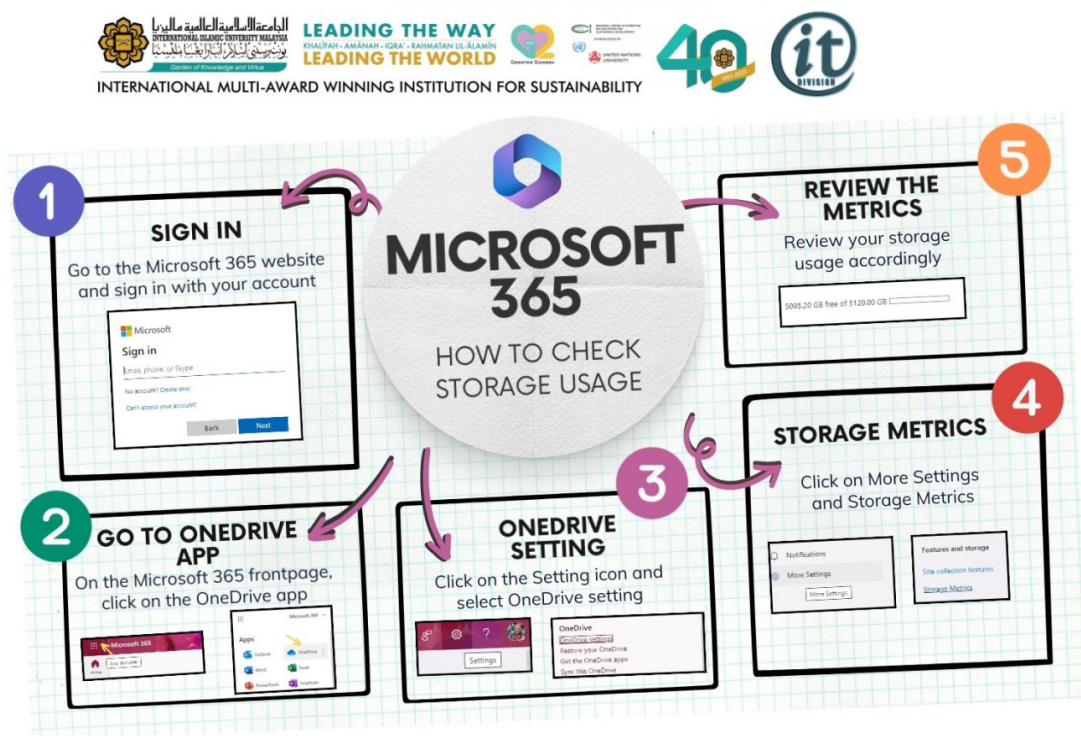 الجامعة الإسلامية العالمية ماليزيا
INTERNATIONAL ISLAMIC UNIVERSITY MALAYSIA
Garden of Knowledge and Virtue
LEADING THE WAY
KHALĪFAH • AMĀNAH • IQRA' • RAHMATAN LIL-ĀLAMĪN
LEADING THE WORLD
UNITED NATIONS
UNIVERSITY
40
it
DIVISION
INTERNATIONAL MULTI-AWARD WINNING INSTITUTION FOR SUSTAINABILITY
MICROSOFT
365
HOW TO CHECK
STORAGE USAGE
1
SIGN IN
Go to the Microsoft 365 website
and sign in with your account
Microsoft
Sign in
Email, phone, or Skype
No account? Create one!
Can't access your account?
Back
Next
2
GO TO ONEDRIVE
APP
On the Microsoft 365 frontpage,
click on the OneDrive app
Microsoft 365
App launcher
Microsoft 365
Apps
Outlook
OneDrive
Word
Excel
PowerPoint
OneNote
3
ONEDRIVE
SETTING
Click on the Setting icon and
select OneDrive setting
?
Settings
OneDrive
OneDrive settings
Restore your OneDrive
Get the OneDrive apps
Sync this OneDrive
4
STORAGE METRICS
Click on More Settings
and Storage Metrics
Notifications
More Settings
More Settings
Features and storage
Site collection features
Storage Metrics
5
REVIEW THE
METRICS
Review your storage
usage accordingly
5095.20 GB free of 5120.00 GB